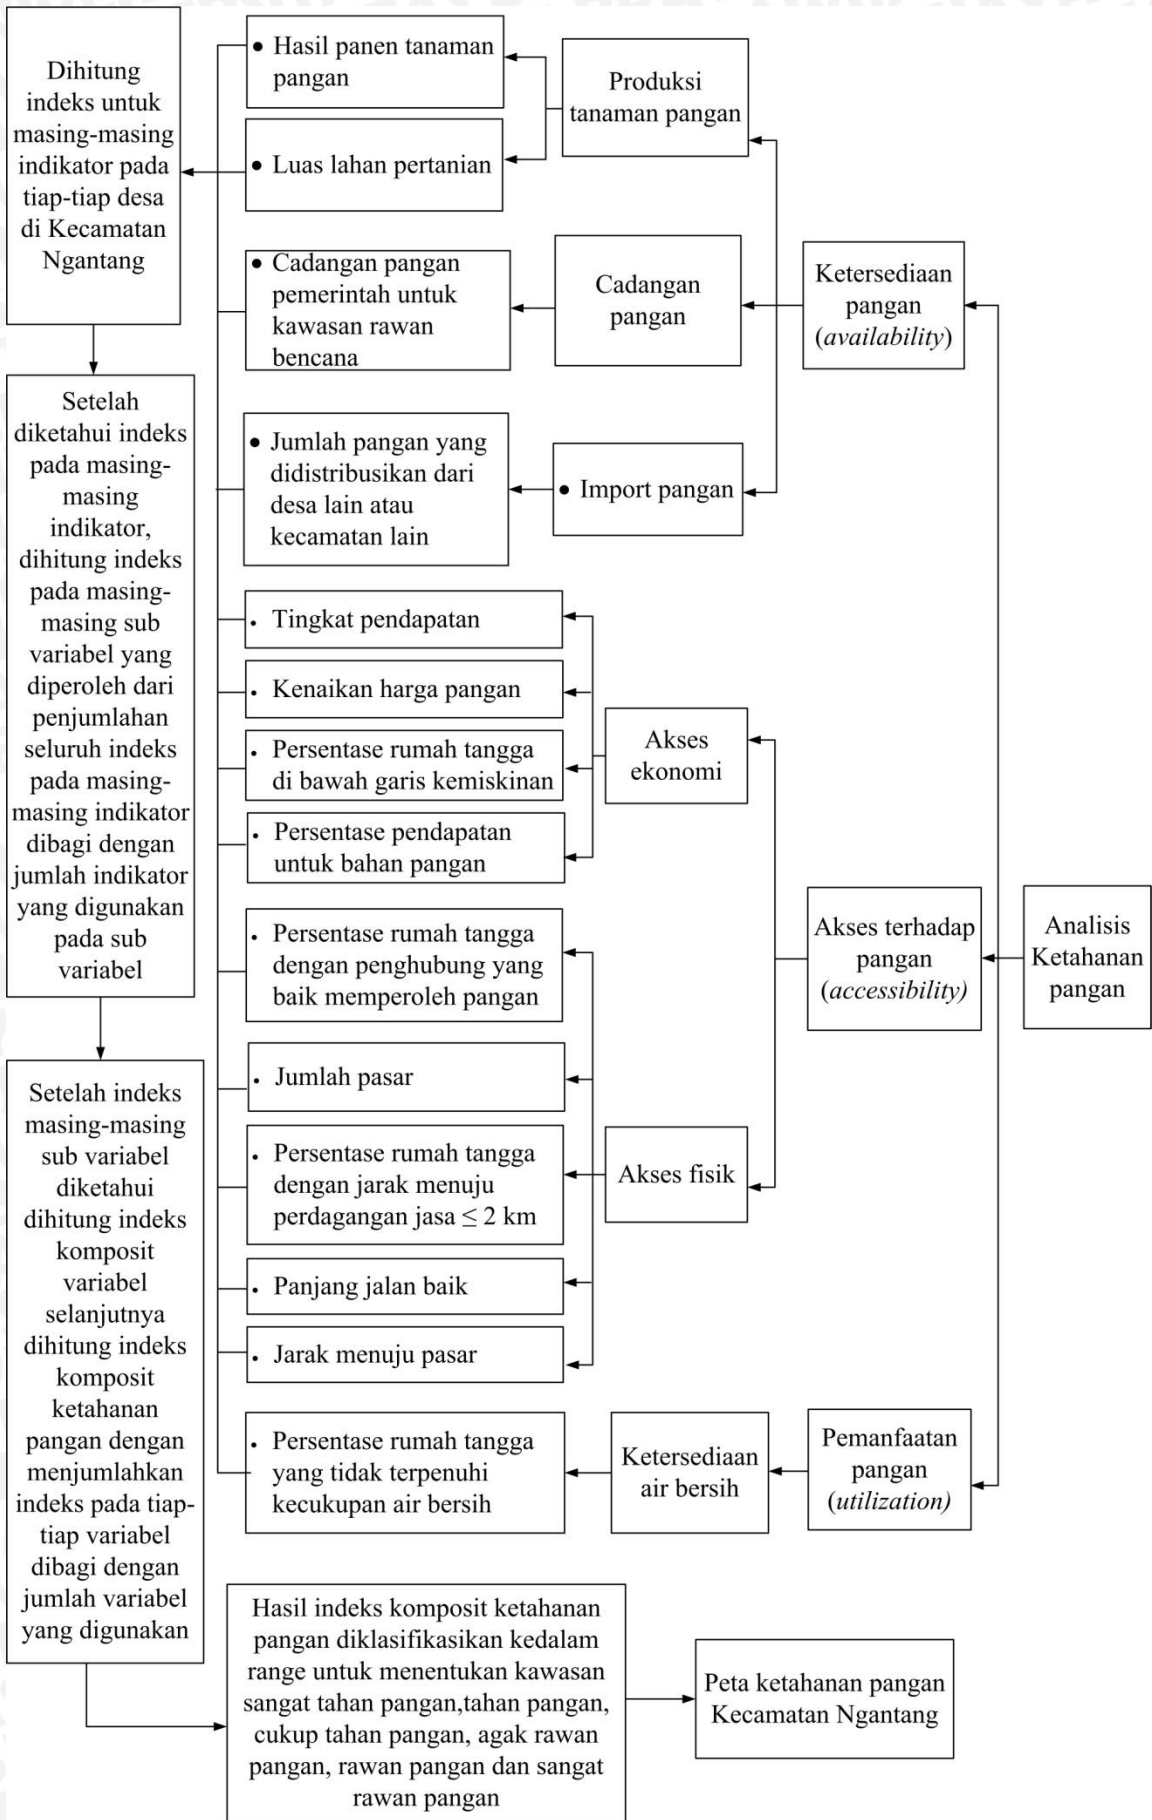 Dihitung
indeks untuk
masing-masing
indikator pada
tiap-tiap desa
di Kecamatan
Ngantang
Setelah
diketahui indeks
pada masing-
masing
indikator,
dihitung indeks
pada masing-
masing sub
variabel yang
diperoleh dari
penjumlahan
seluruh indeks
pada masing-
masing indikator
dibagi dengan
jumlah indikator
yang digunakan
pada sub
variabel
Setelah indeks
masing-masing
sub variabel
diketahui
dihitung indeks
komposit
variabel
selanjutnya
dihitung indeks
komposit
ketahanan
pangan dengan
menjumlahkan
indeks pada tiap-
tiap variabel
dibagi dengan
jumlah variabel
yang digunakan
• Hasil panen tanaman
pangan
• Luas lahan pertanian
• Cadangan pangan
pemerintah untuk
kawasan rawan
bencana
• Jumlah pangan yang
didistribusikan dari
desa lain atau
kecamatan lain
• Tingkat pendapatan
• Kenaikan harga pangan
• Persentase rumah tangga
di bawah garis kemiskinan
• Persentase pendapatan
untuk bahan pangan
• Persentase rumah tangga
dengan penghubung yang
baik memperoleh pangan
• Jumlah pasar
• Persentase rumah tangga
dengan jarak menuju
perdagangan jasa ≤ 2 km
• Panjang jalan baik
• Jarak menuju pasar
• Persentase rumah tangga
yang tidak terpenuhi
kecukupan air bersih
Produksi
tanaman pangan
Cadangan
pangan
• Import pangan
Akses
ekonomi
Akses fisik
Ketersediaan
air bersih
Ketersediaan
pangan
(availability)
Akses terhadap
pangan
(accessibility)
Pemanfaatan
pangan
(utilization)
Analisis
Ketahanan
pangan
Hasil indeks komposit ketahanan
pangan diklasifikasikan kedalam
range untuk menentukan kawasan
sangat tahan pangan,tahan pangan,
cukup tahan pangan, agak rawan
pangan, rawan pangan dan sangat
rawan pangan
Peta ketahanan pangan
Kecamatan Ngantang